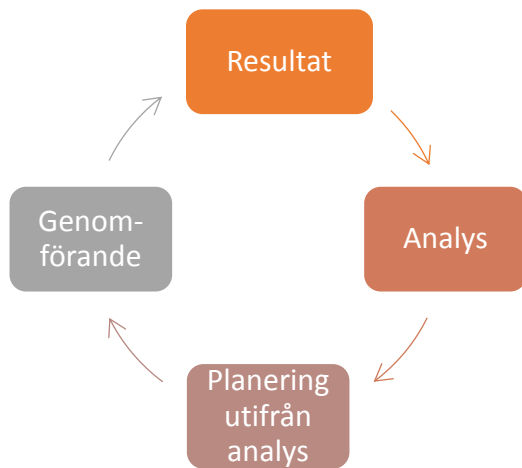 Resultat
Analys
Planering
utifrån
analys
Genom-
förande